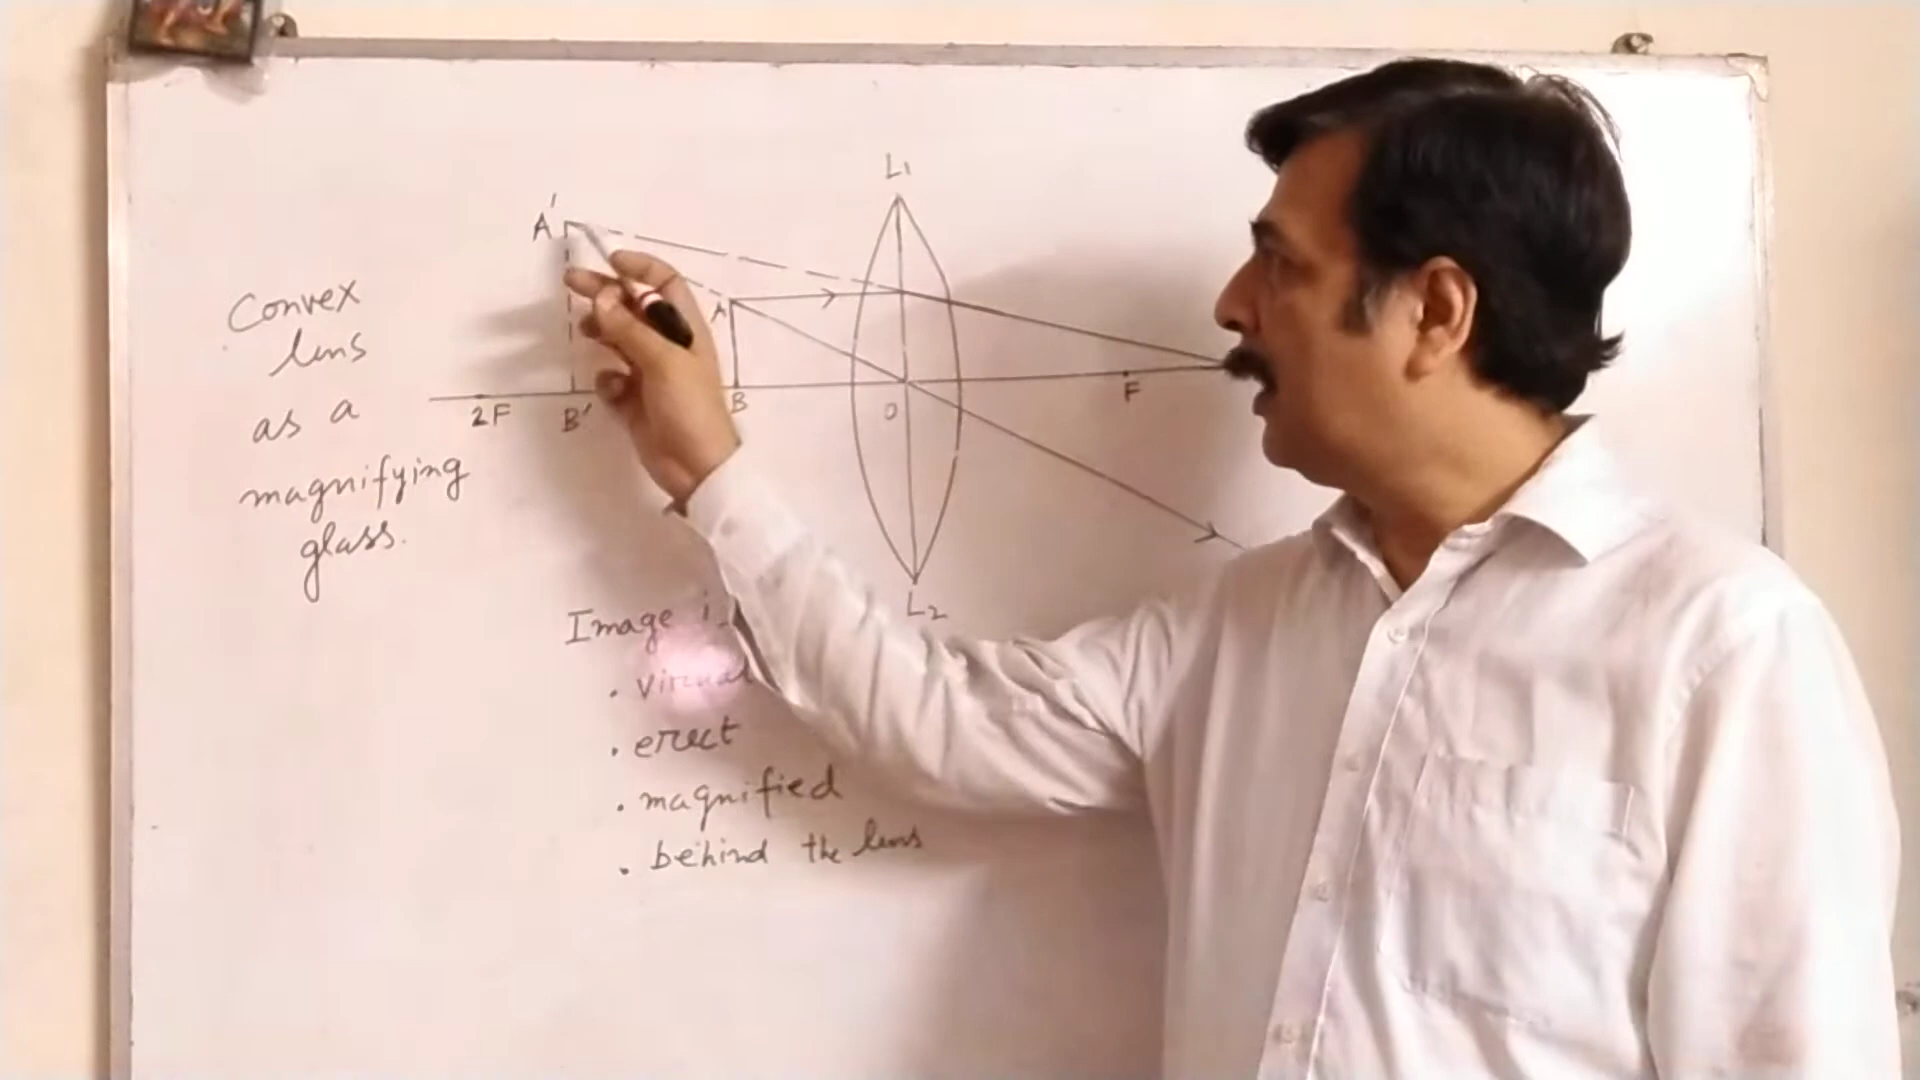 L1
A'
A
Convex
lens
as a
magnifying
glass.
2F
B'
B
O
F
L2
Image
. virtual
. erect
. magnified
. behind the lens